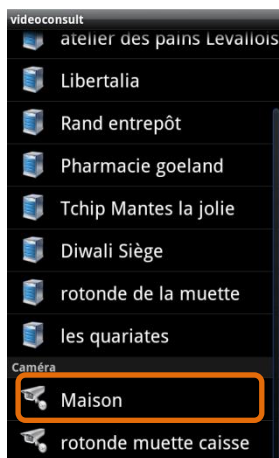 videoconsult
atelier des pains Levallois
Libertalia
Rand entrepôt
Pharmacie goeland
Tchip Mantes la jolie
Diwali Siège
rotonde de la muette
les quariates
Caméra
Maison
rotonde muette caisse